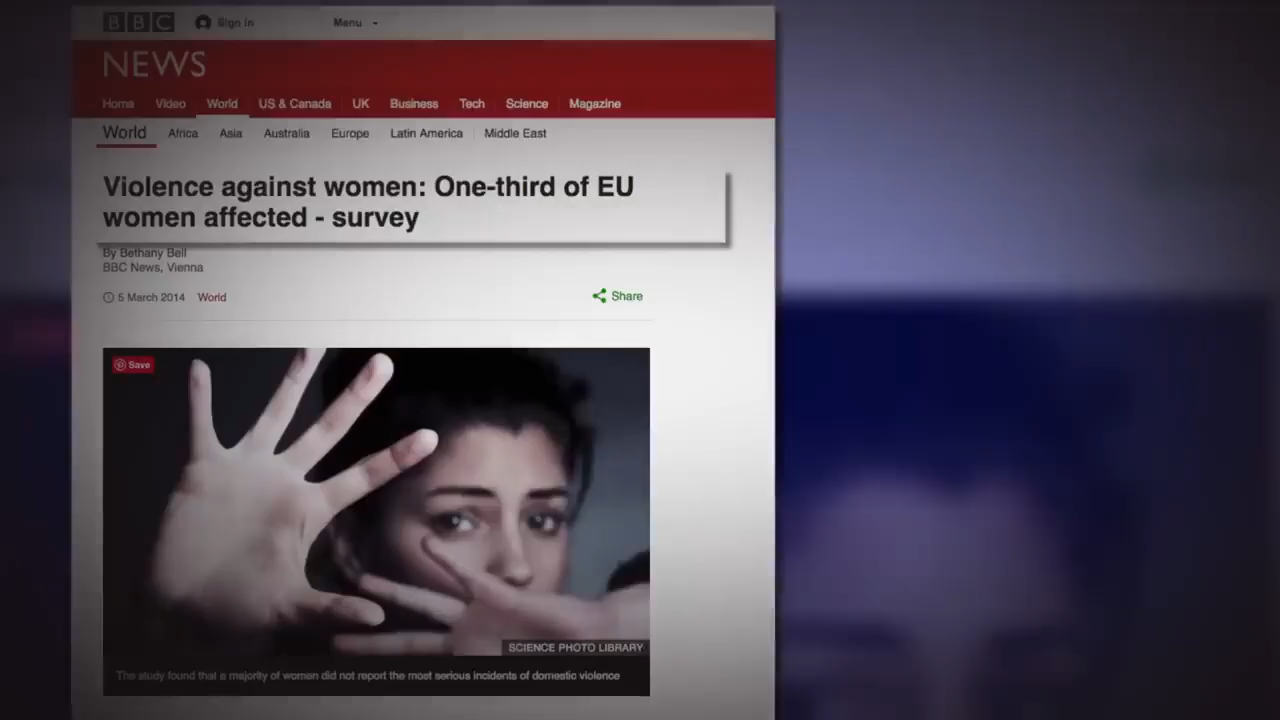 BBC Sign in Menu
NEWS
Home Video World US & Canada UK Business Tech Science Magazine
World Africa Asia Australia Europe Latin America Middle East
Violence against women: One-third of EU
women affected - survey
By Bethany Bell
BBC News, Vienna
5 March 2014 World Share
Save
SCIENCE PHOTO LIBRARY
The study found that a majority of women did not report the most serious incidents of domestic violence